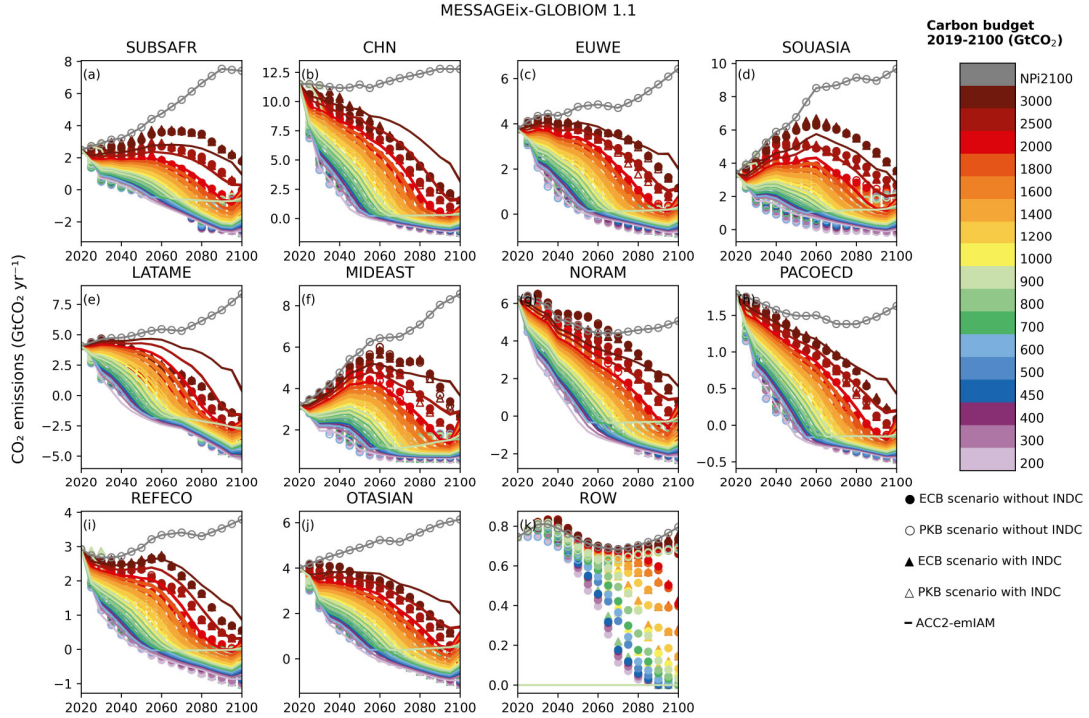 MESSAGEix-GLOBIOM 1.1
SUBSAFR
CHN
EUWE
SOUASIA
(a)
(b)
(c)
(d)
8
6
4
2
0
−2
12.5
10.0
7.5
5.0
2.5
0.0
6
4
2
0
10
8
6
4
2
0
2020 2040 2060 2080 2100
2020 2040 2060 2080 2100
2020 2040 2060 2080 2100
2020 2040 2060 2080 2100
LATAME
MIDEAST
NORAM
PACOECD
(e)
(f)
(g)
(h)
7.5
5.0
2.5
0.0
−2.5
−5.0
8
6
4
2
6
4
2
0
−2
1.5
1.0
0.5
0.0
−0.5
2020 2040 2060 2080 2100
2020 2040 2060 2080 2100
2020 2040 2060 2080 2100
2020 2040 2060 2080 2100
REFECO
OTASIAN
ROW
(i)
(j)
(k)
4
3
2
1
0
−1
6
4
2
0
0.8
0.6
0.4
0.2
0.0
2020 2040 2060 2080 2100
2020 2040 2060 2080 2100
2020 2040 2060 2080 2100
CO₂ emissions (GtCO₂ yr⁻¹)
Carbon budget
2019-2100 (GtCO₂)
NPi2100
3000
2500
2000
1800
1600
1400
1200
1000
900
800
700
600
500
450
400
300
200
ECB scenario without INDC
PKB scenario without INDC
ECB scenario with INDC
PKB scenario with INDC
ACC2-emIAM